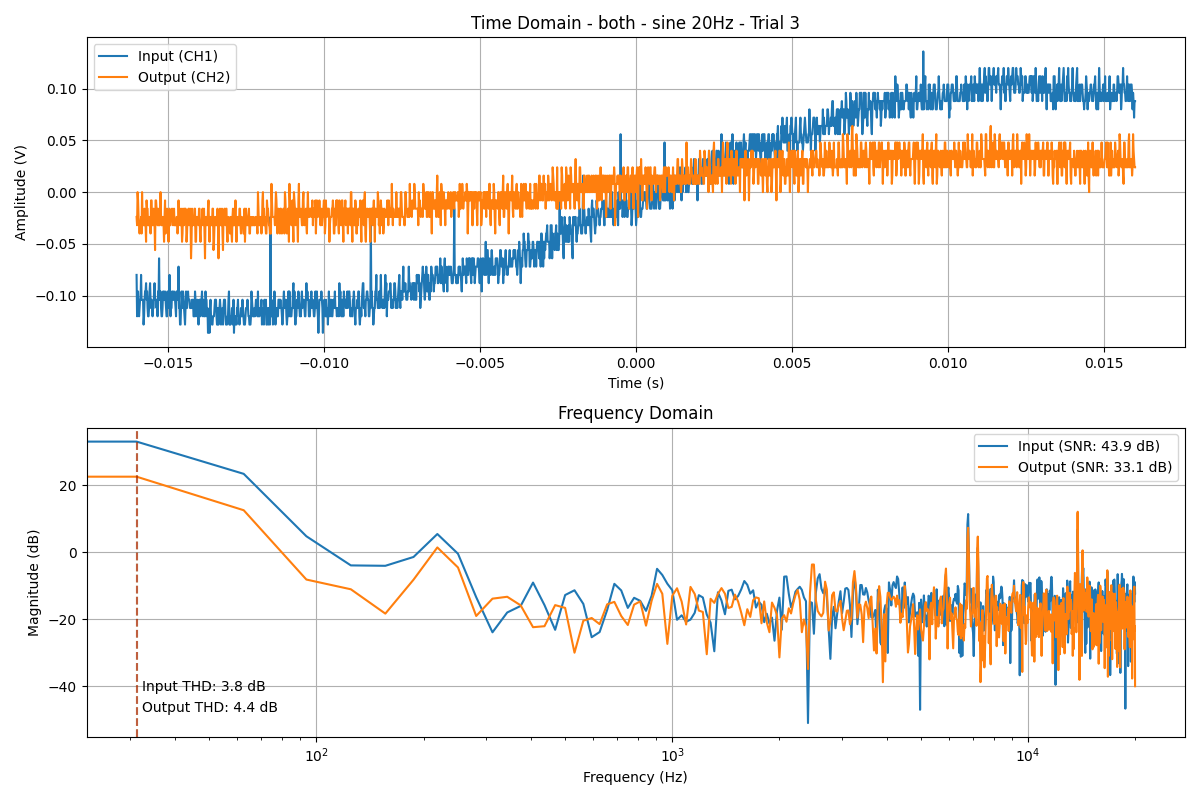 Time Domain - both - sine 20Hz - Trial 3
Input (CH1)
Output (CH2)
Amplitude (V)
0.10
0.05
0.00
−0.05
−0.10
−0.015
−0.010
−0.005
0.000
0.005
0.010
0.015
Time (s)
Frequency Domain
Input (SNR: 43.9 dB)
Output (SNR: 33.1 dB)
Magnitude (dB)
20
0
−20
−40
Input THD: 3.8 dB
Output THD: 4.4 dB
10²
10³
10⁴
Frequency (Hz)